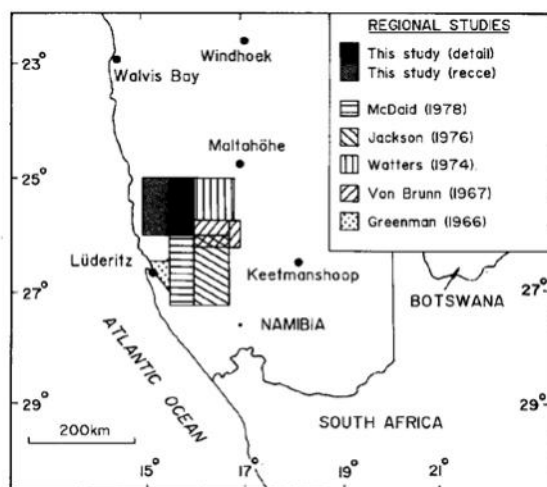 REGIONAL STUDIES
This study (detail)
This study (recce)
McDaid (1978)
Jackson (1976)
Watters (1974).
Von Brunn (1967)
Greenman (1966)
23°
Windhoek
Walvis Bay
Maltahöhe
25°
Lüderitz
Keetmanshoop
27°
27°
BOTSWANA
NAMIBIA
ATLANTIC OCEAN
29°
29°
SOUTH AFRICA
200km
15°
17°
19°
21°